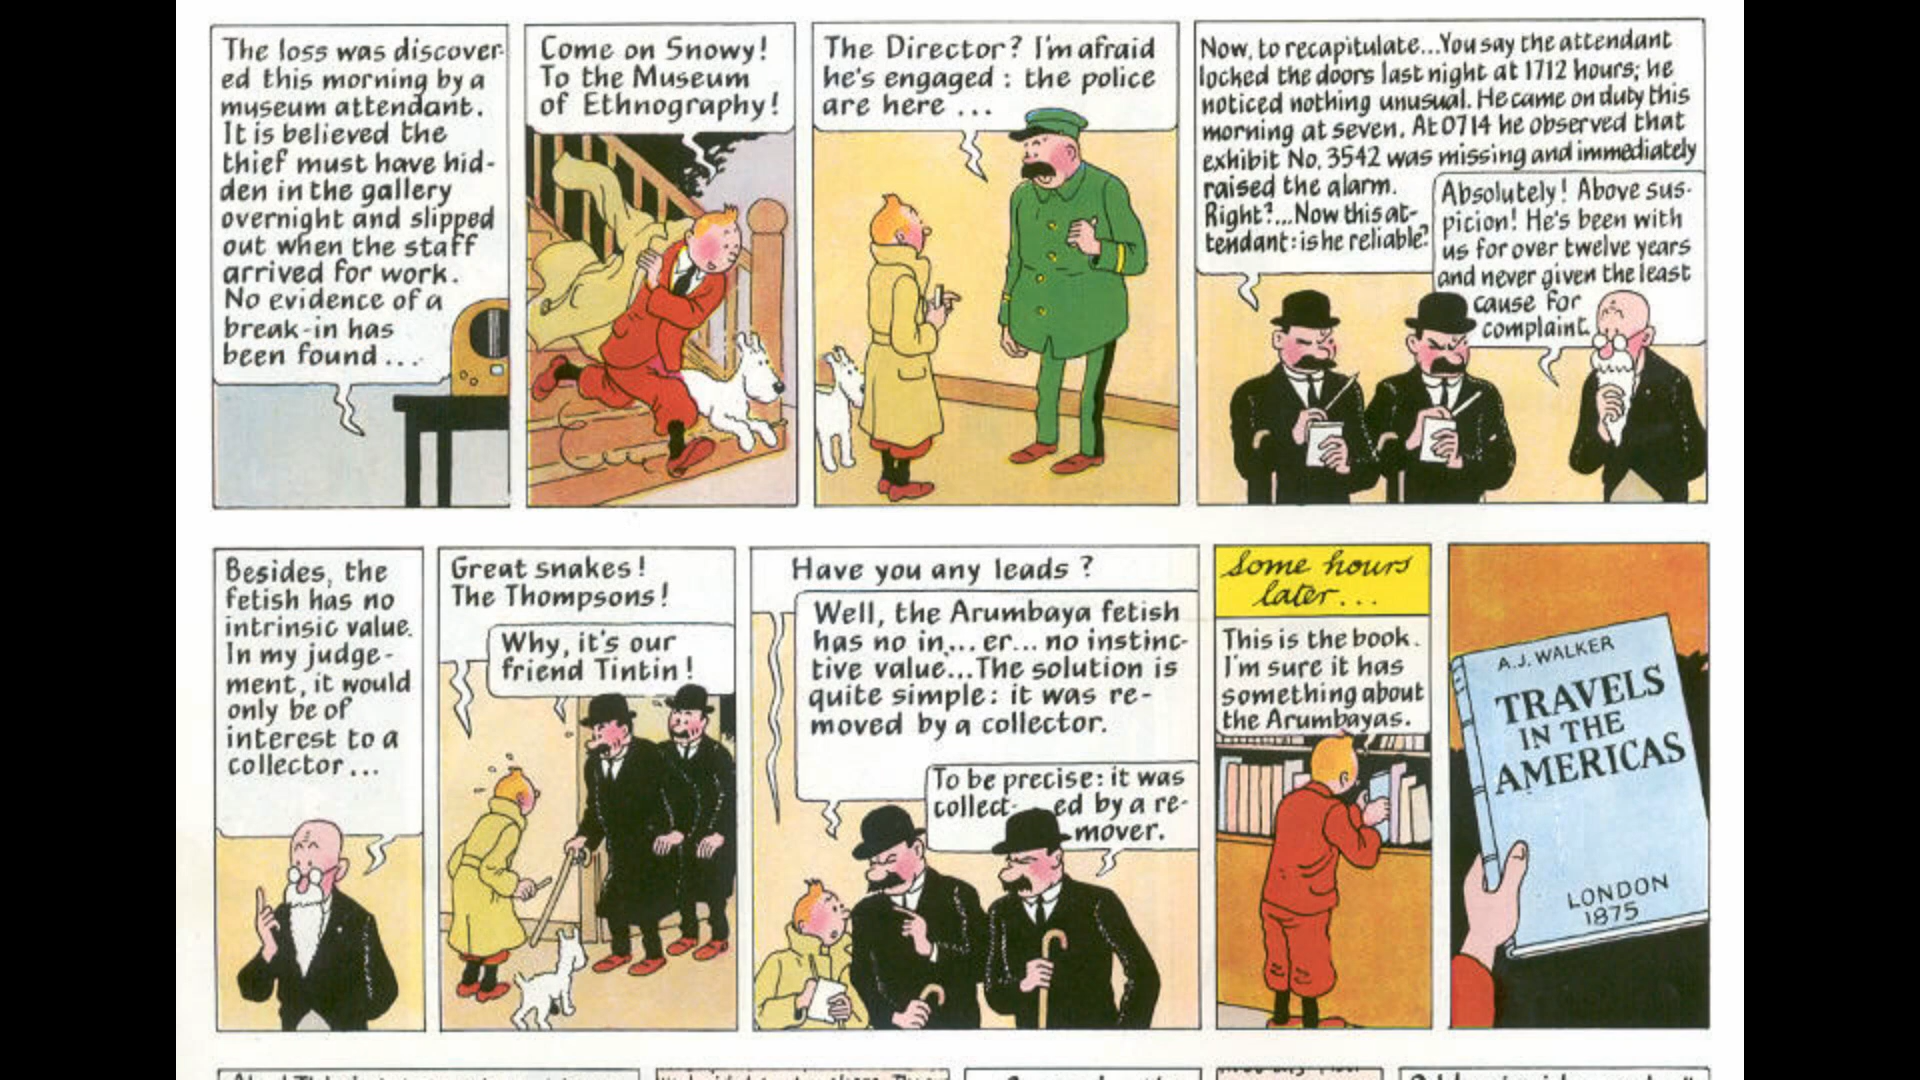 The loss was discover-
ed this morning by a
museum attendant.
It is believed the
thief must have hid-
den in the gallery
overnight and slipped
out when the staff
arrived for work.
No evidence of a
break-in has
been found ...
Come on Snowy!
To the Museum
of Ethnography!
The Director? I'm afraid
he's engaged : the police
are here ...
Now, to recapitulate...You say the attendant
locked the doors last night at 1712 hours; he
noticed nothing unusual. He came on duty this
morning at seven. At 0714 he observed that
exhibit No. 3542 was missing and immediately
raised the alarm.
Right?...Now this at-
tendant: is he reliable?
Absolutely! Above sus-
picion! He's been with
us for over twelve years
and never given the least
cause for
complaint.
Besides, the
fetish has no
intrinsic value.
In my judge-
ment, it would
only be of
interest to a
collector ...
Great snakes!
The Thompsons!
Why, it's our
friend Tintin!
Have you any leads ?
Well, the Arumbaya fetish
has no in,... er... no instinc-
tive value...The solution is
quite simple: it was re-
moved by a collector.
To be precise: it was
collect- ed by a re-
mover.
Some hours
later...
This is the book.
I'm sure it has
something about
the Arumbayas.
A.J. WALKER
TRAVELS
IN THE
AMERICAS
LONDON
1875